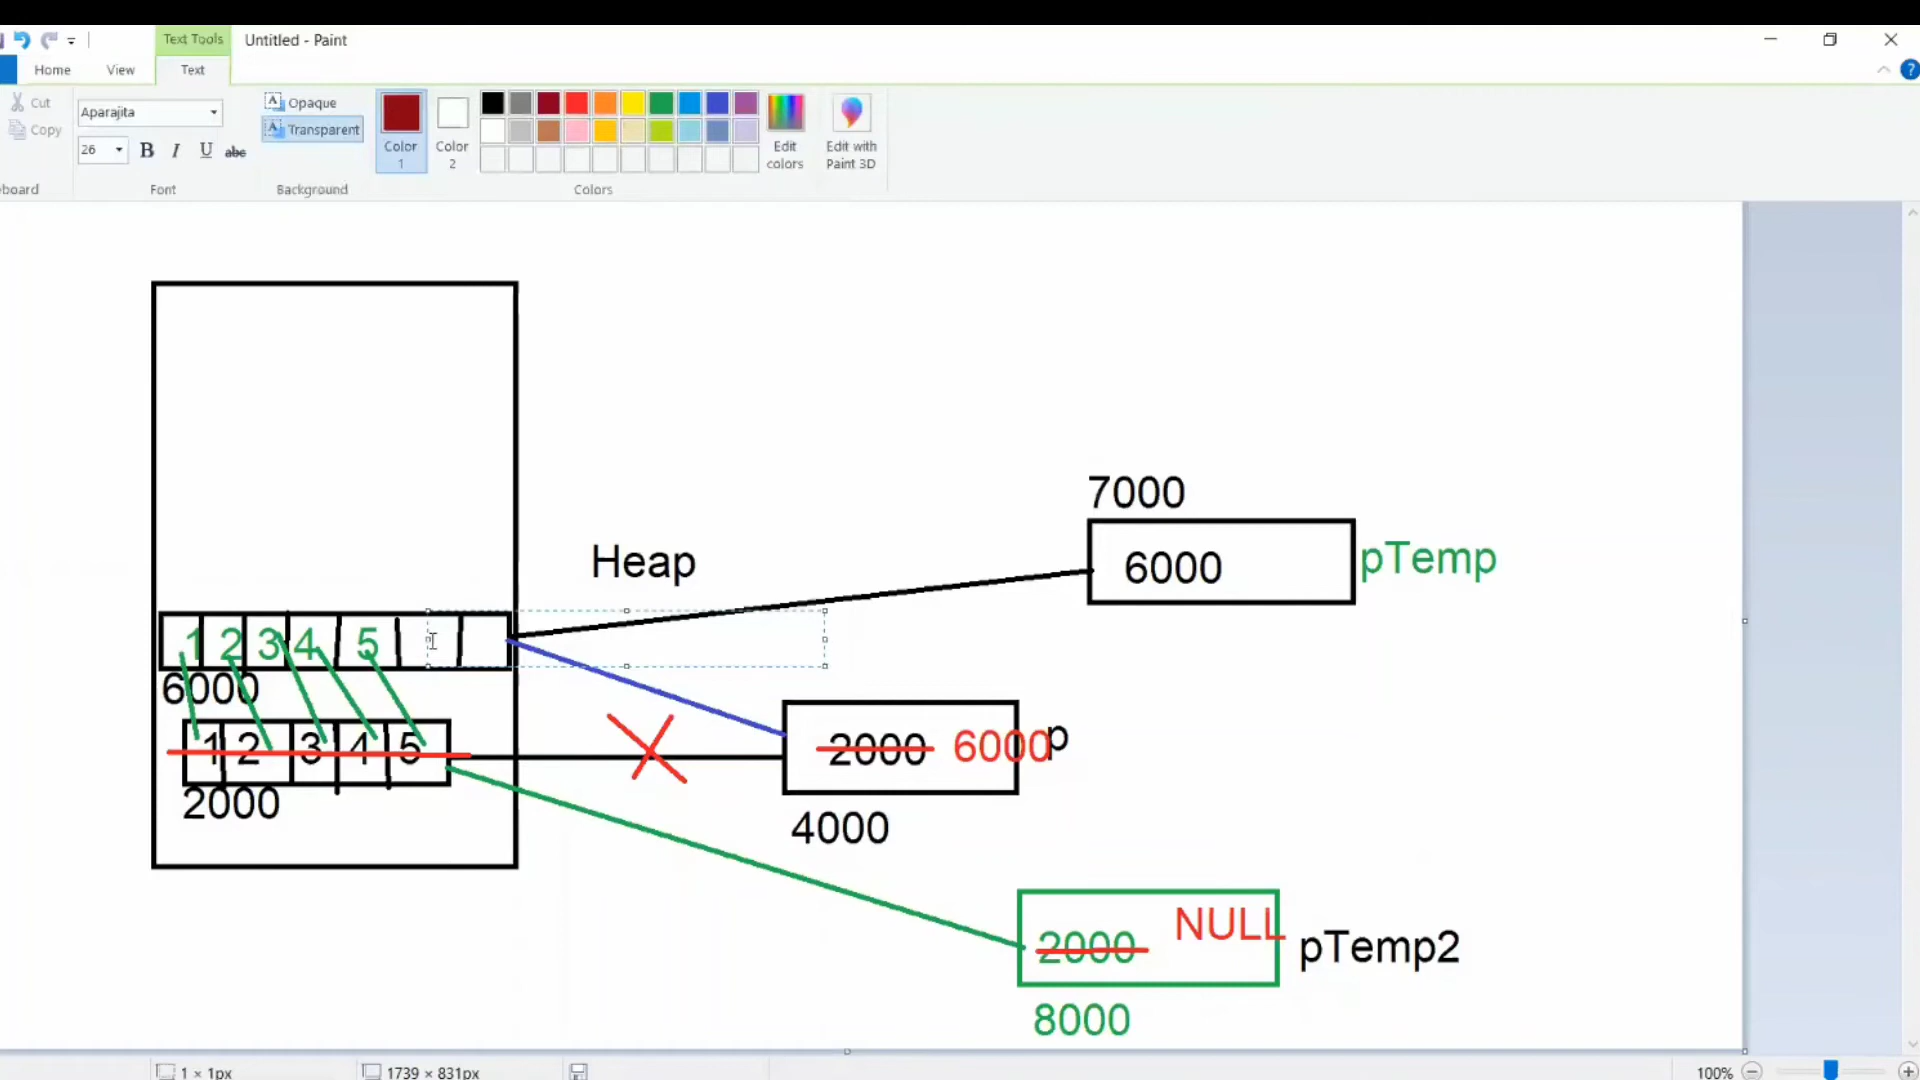 Text Tools
Untitled - Paint
Home
View
Text
Cut
Copy
Aparajita
26
B
I
U
abc
Opaque
Transparent
Color
1
Color
2
Edit
colors
Edit with
Paint 3D
board
Font
Background
Colors
7000
6000
pTemp
Heap
1 2 3 4 5
6000
1 2 3 4 5
2000
2000 6000 p
4000
2000 NULL
pTemp2
8000
1 × 1px
1739 × 831px
100%